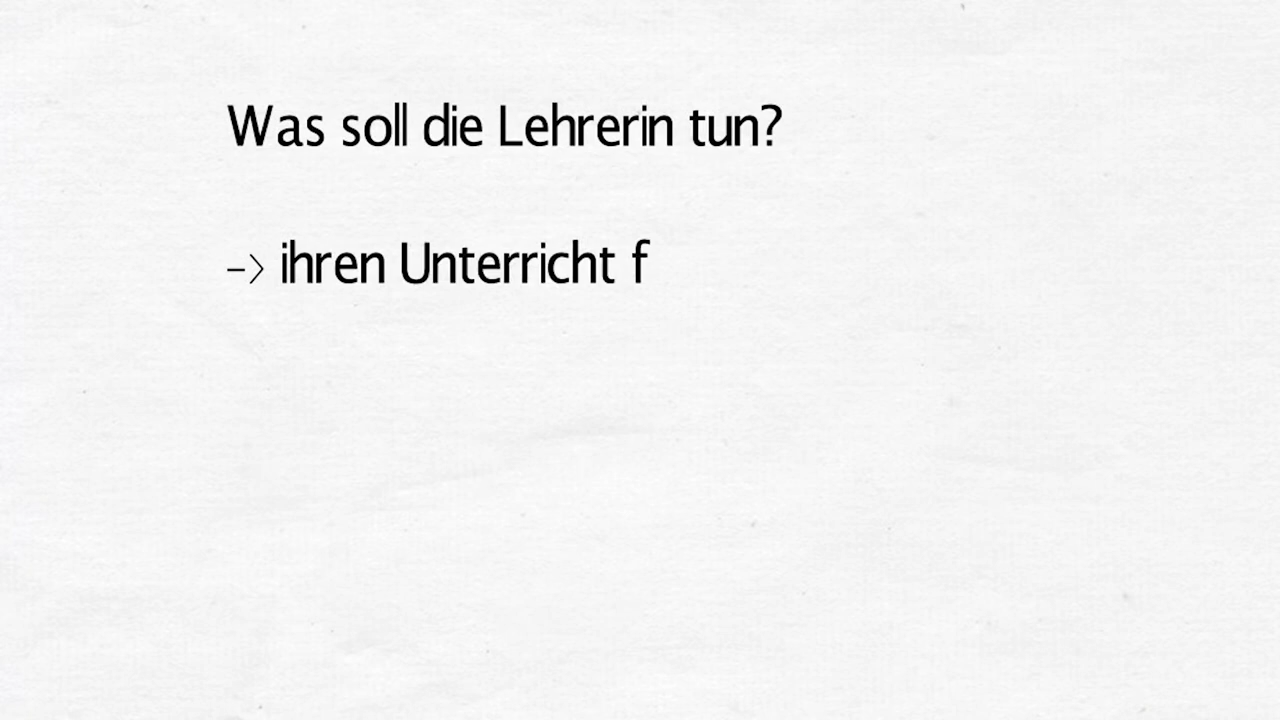 Was soll die Lehrerin tun?
–> ihren Unterricht f